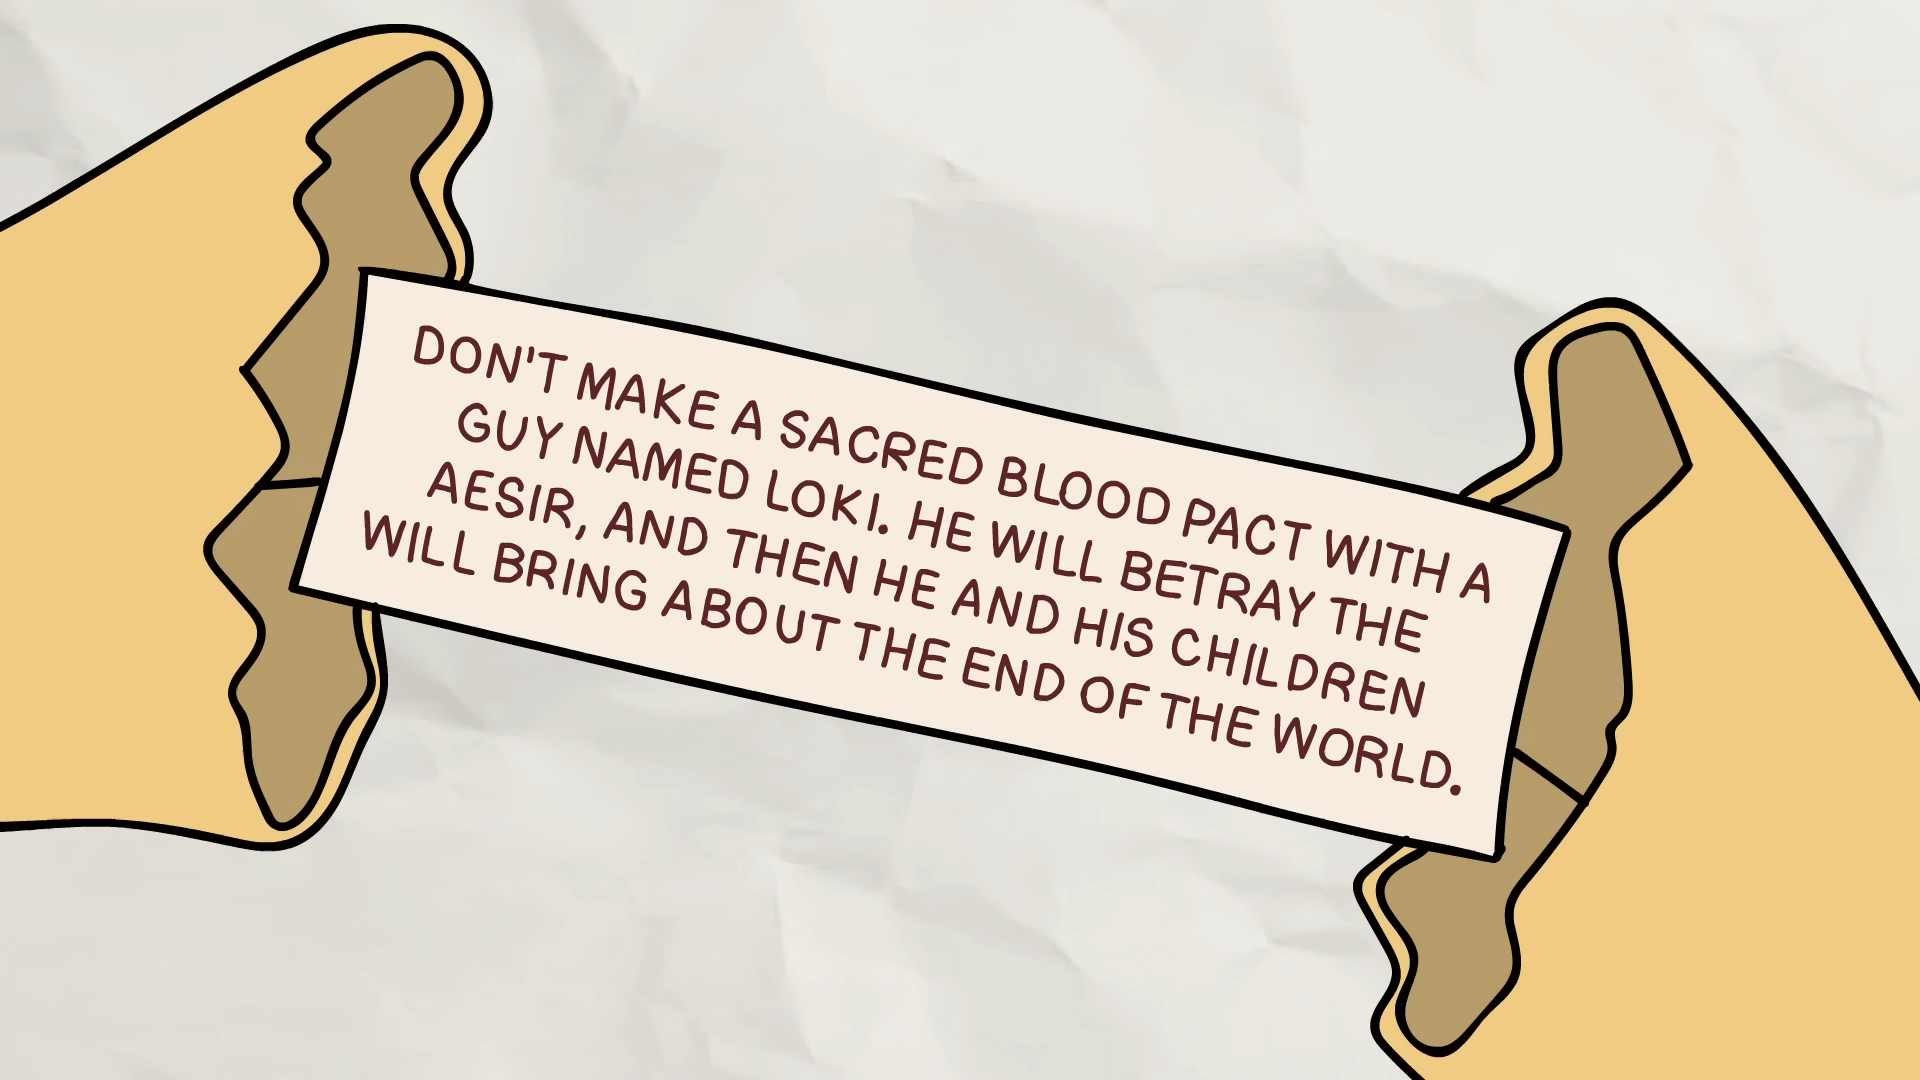 DON'T MAKE A SACRED BLOOD PACT WITH A
GUY NAMED LOKI. HE WILL BETRAY THE
AESIR, AND THEN HE AND HIS CHILDREN
WILL BRING ABOUT THE END OF THE WORLD.